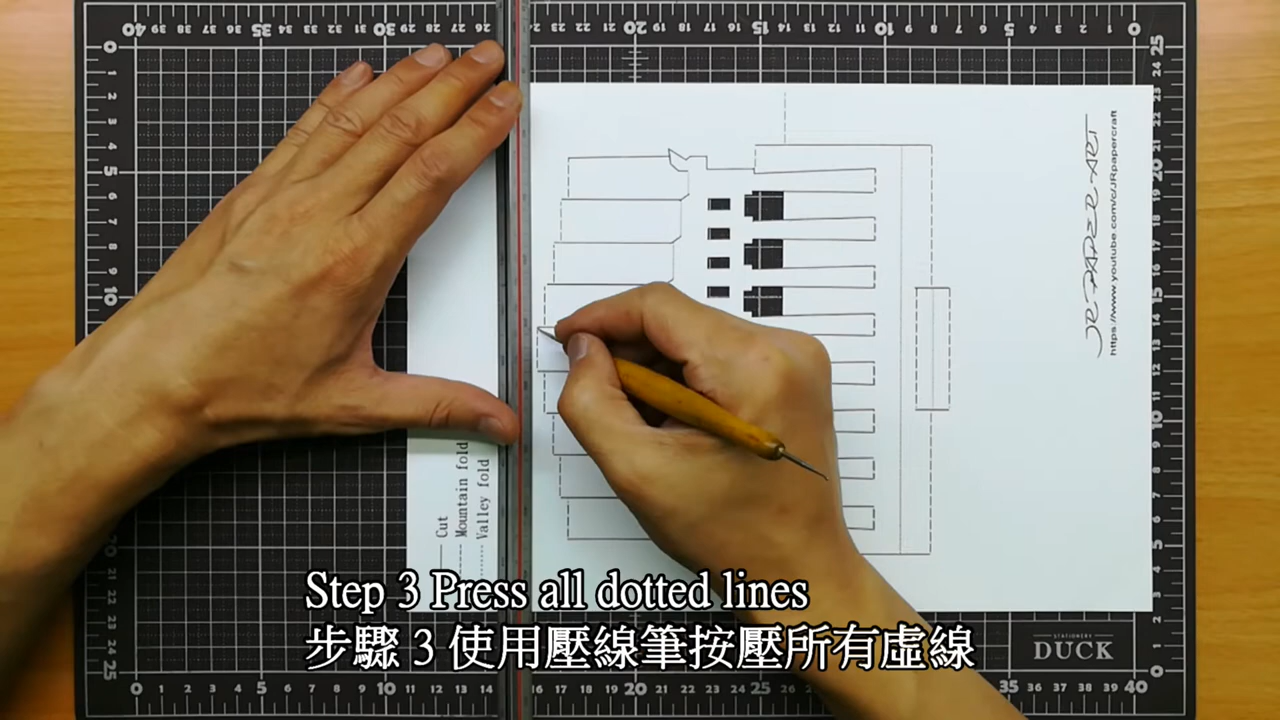 JR PAPER ART
https://www.youtube.com/c/JRpapercraft
Cut
Mountain fold
Valley fold
Step 3 Press all dotted lines
步驟 3 使用壓線筆按壓所有虛線
STATIONERY
DUCK